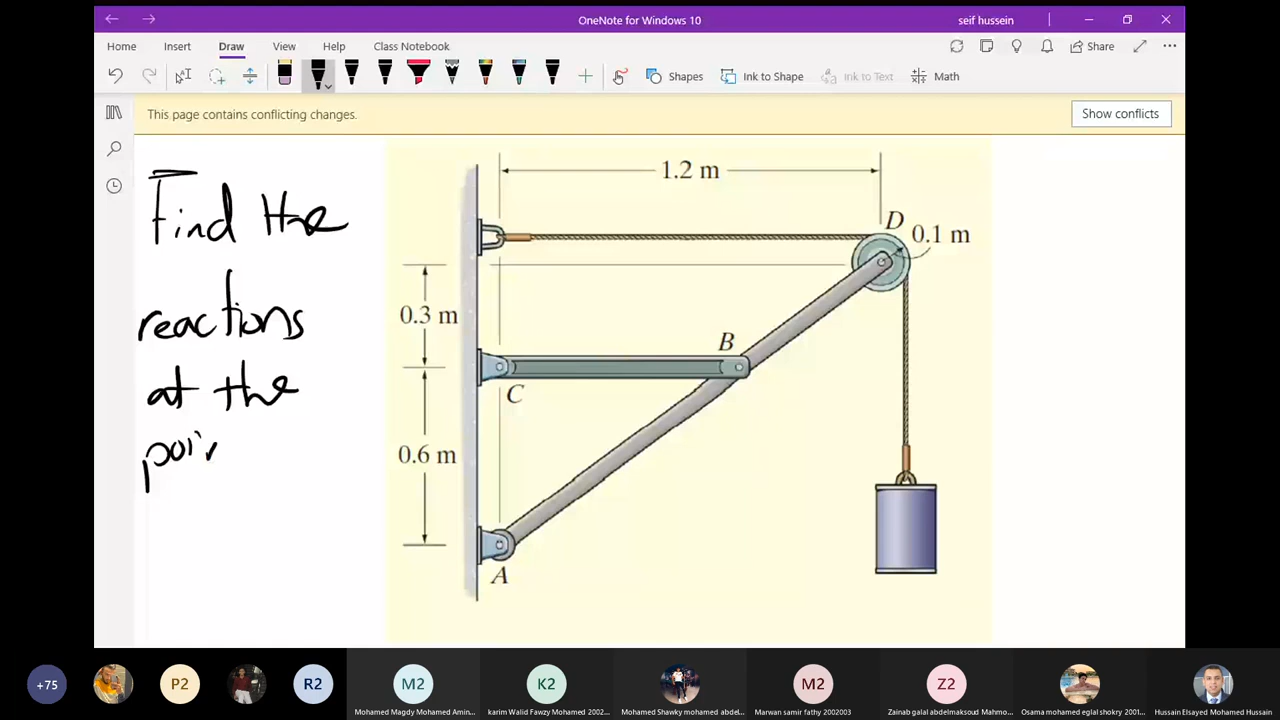 OneNote for Windows 10
seif hussein
Home Insert Draw View Help Class Notebook
Share
Shapes Ink to Shape Ink to Text Math
This page contains conflicting changes.
Show conflicts
Find the
reactions
at the
1.2 m
D
0.1 m
0.3 m
B
C
0.6 m
A
+75 P2 R2 M2 K2 M2 Z2
Mohamed Magdy Mohamed Amin...
karim Walid Fawzy Mohamed 2002...
Mohamed Shawky mohamed abdel...
Marwan samir fathy 2002003
Zainab galal abdelmaksoud Mahmo...
Osama mohamed eglal shokry 2001...
Hussain Elsayed Mohamed Hussain